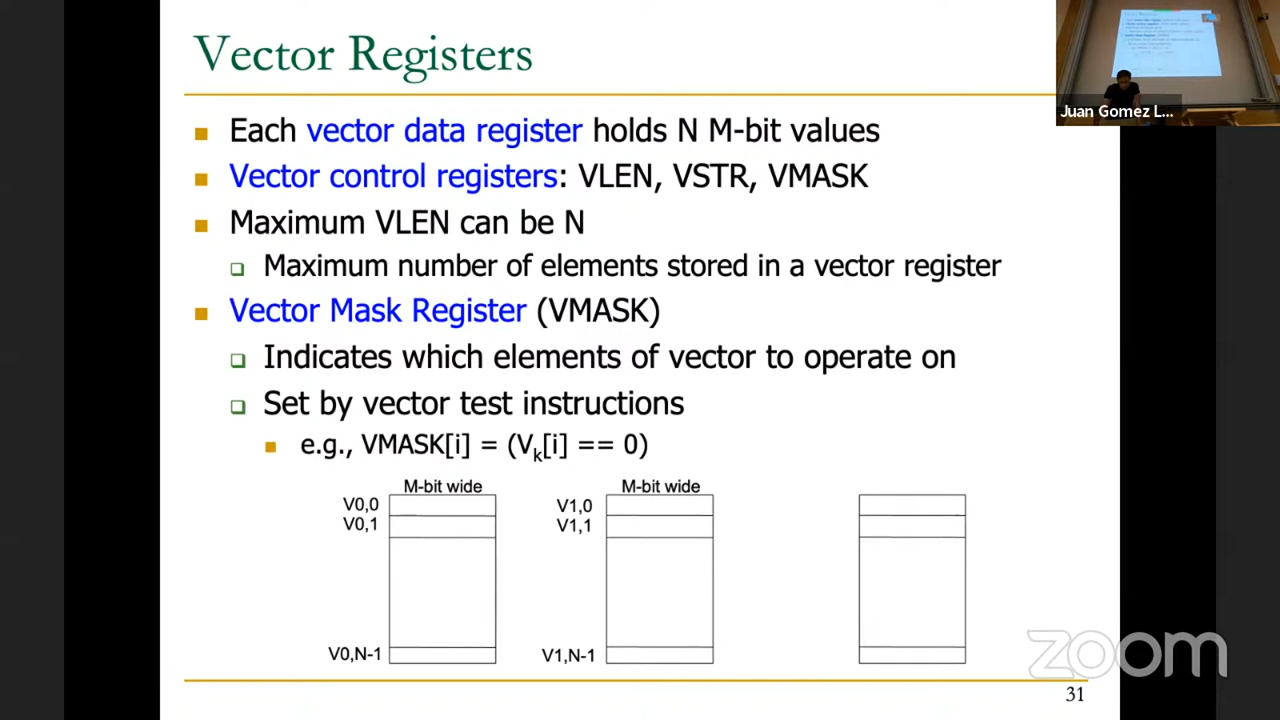 Vector Registers
Juan Gomez L...
Each vector data register holds N M-bit values
Vector control registers: VLEN, VSTR, VMASK
Maximum VLEN can be N
Maximum number of elements stored in a vector register
Vector Mask Register (VMASK)
Indicates which elements of vector to operate on
Set by vector test instructions
e.g., VMASK[i] = (Vk[i] == 0)
M-bit wide M-bit wide
V0,0 V1,0
V0,1 V1,1
V0,N-1 V1,N-1
zoom
31